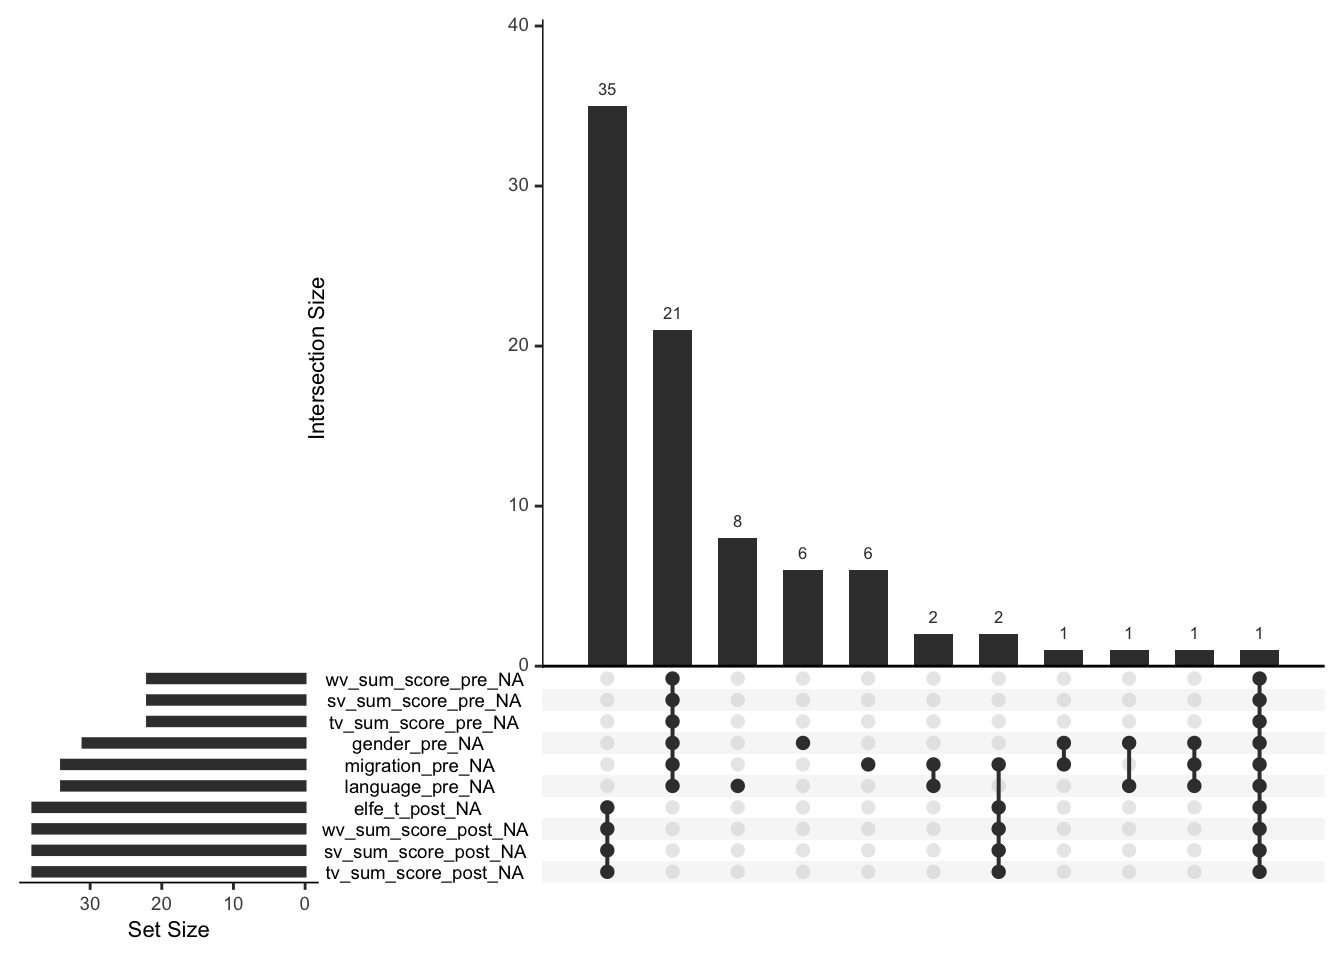 40
35
30
21
20
Intersection Size
10
8
6
6
2
2
1
1
1
1
0
wv_sum_score_pre_NA
sv_sum_score_pre_NA
tv_sum_score_pre_NA
gender_pre_NA
migration_pre_NA
language_pre_NA
elfe_t_post_NA
wv_sum_score_post_NA
sv_sum_score_post_NA
tv_sum_score_post_NA
30 20 10 0
Set Size